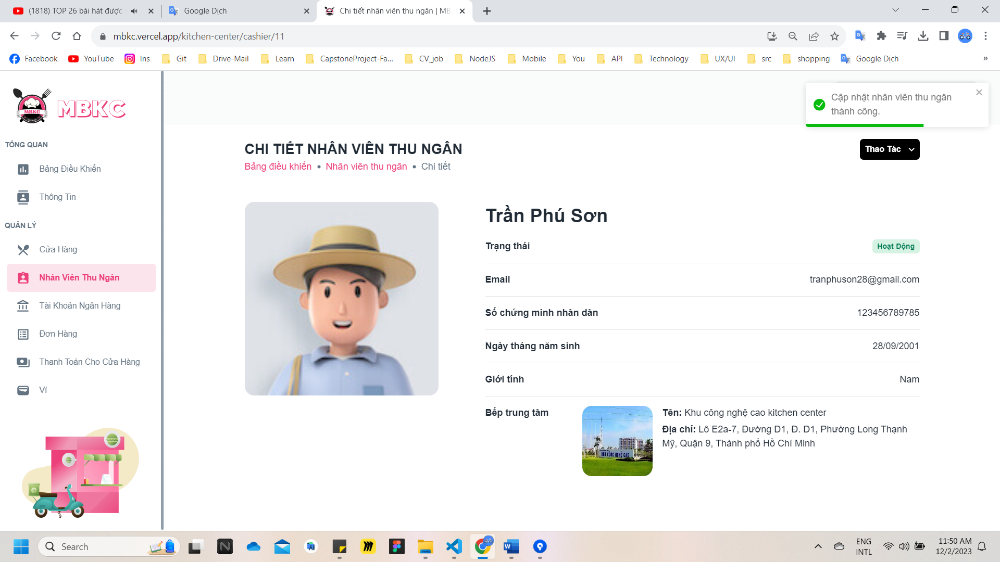 (1818) TOP 26 bài hát được
Google Dịch
Chi tiết nhân viên thu ngân | MB
mbkc.vercel.app/kitchen-center/cashier/11
Facebook
YouTube
Ins
Git
Drive-Mail
Learn
CapstoneProject-Fa...
CV_job
NodeJS
Mobile
You
API
Technology
UX/UI
src
shopping
Google Dịch
»
MBKC
MBKC
KITCHEN
Cập nhật nhân viên thu ngân
thành công.
TỔNG QUAN
Bảng Điều Khiển
Thông Tin
QUẢN LÝ
Cửa Hàng
Nhân Viên Thu Ngân
Tài Khoản Ngân Hàng
Đơn Hàng
Thanh Toán Cho Cửa Hàng
Ví
CHI TIẾT NHÂN VIÊN THU NGÂN
Thao Tác
Bảng điều khiển • Nhân viên thu ngân • Chi tiết
Trần Phú Sơn
Trạng thái
Hoạt Động
Email
tranphuson28@gmail.com
Số chứng minh nhân dân
123456789785
Ngày tháng năm sinh
28/09/2001
Giới tính
Nam
Bếp trung tâm
KHU CÔNG NGHỆ CAO
Tên: Khu công nghệ cao kitchen center
Địa chỉ: Lô E2a-7, Đường D1, Đ. D1, Phường Long Thạnh
Mỹ, Quận 9, Thành phố Hồ Chí Minh
Search
ENG
INTL
11:50 AM
12/2/2023